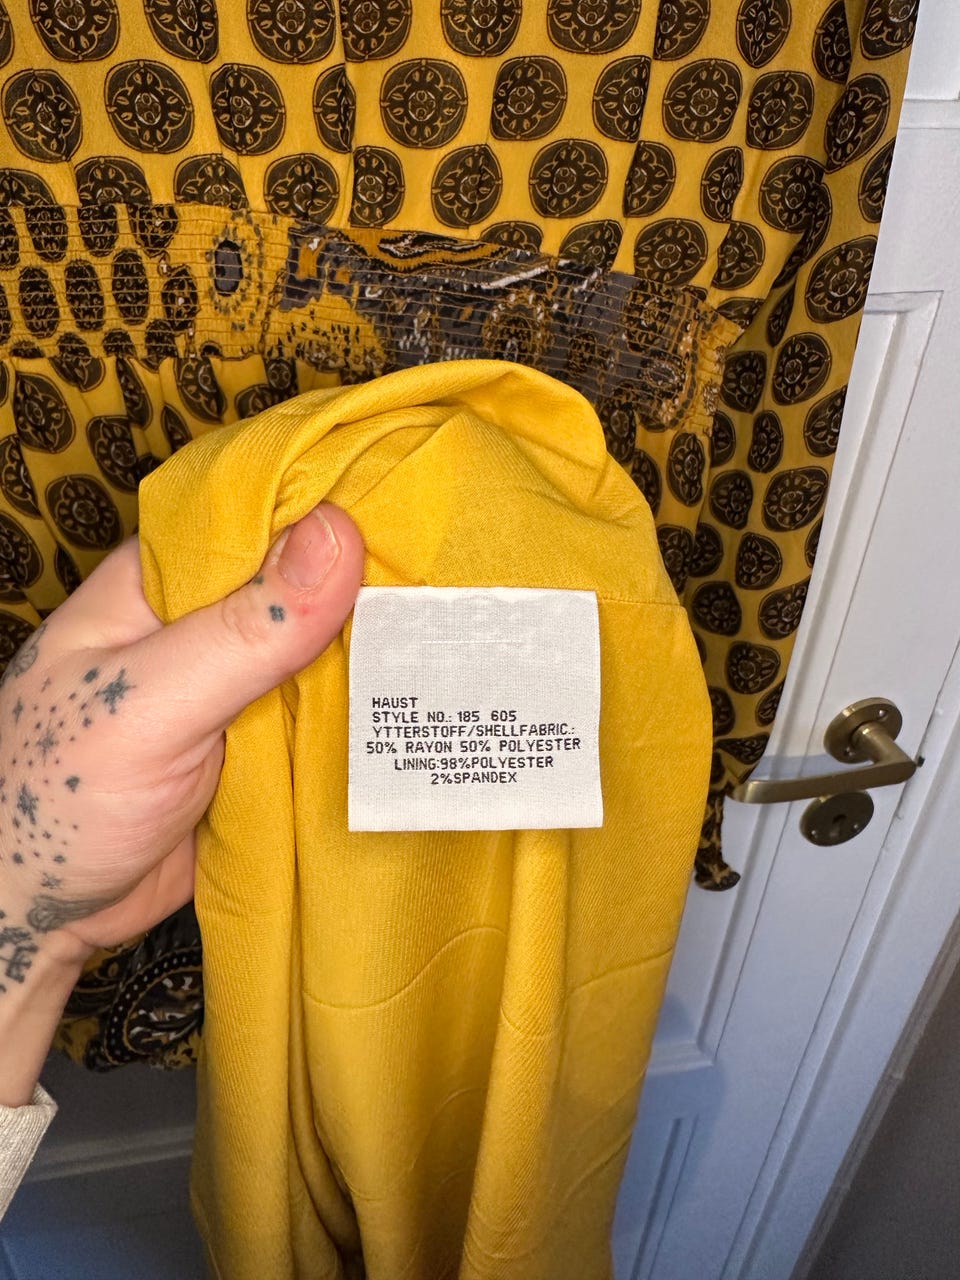 HAUST
STYLE NO.: 185 605
YTTERSTOFF/SHELLFABRIC.:
50% RAYON 50% POLYESTER
LINING:98%POLYESTER
2%SPANDEX